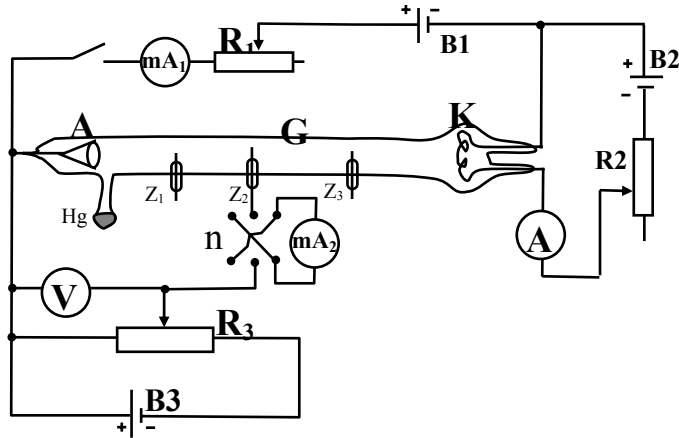 + − B1
R₁
mA₁
B2
+
−
A G K
R2
Z₁ Z₂ Z₃
Hg
n
mA₂
A
V
R₃
B3
+ −